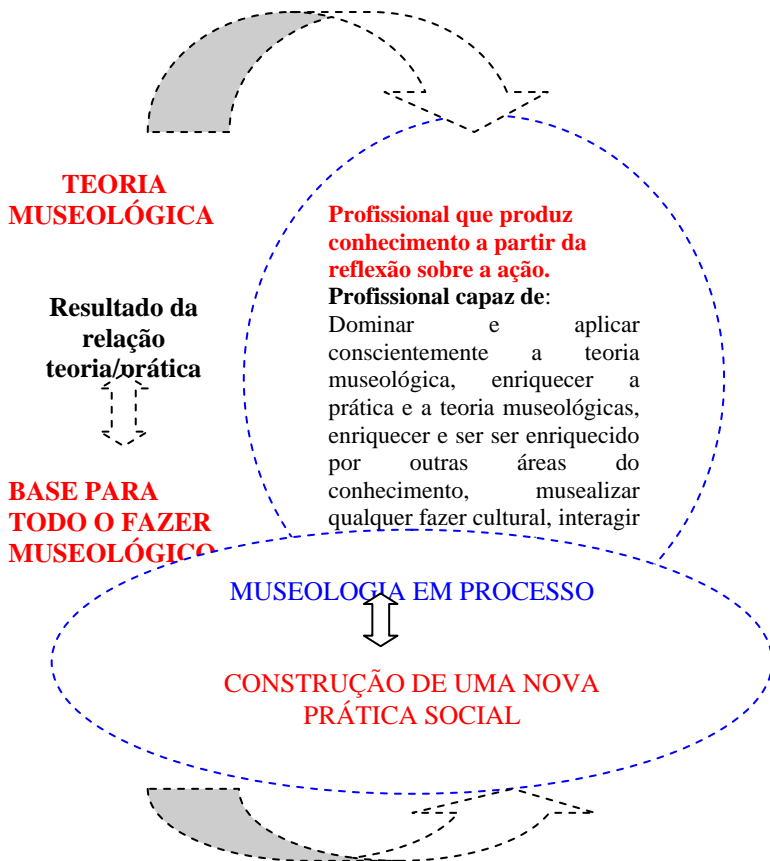 TEORIA
MUSEOLÓGICA
Resultado da
relação
teoria/prática
BASE PARA
TODO O FAZER
MUSEOLÓGICO
Profissional que produz
conhecimento a partir da
reflexão sobre a ação.
Profissional capaz de:
Dominar e aplicar
conscientemente a teoria
museológica, enriquecer a
prática e a teoria museológicas,
enriquecer e ser ser enriquecido
por outras áreas do
conhecimento, musealizar
qualquer fazer cultural, interagir
MUSEOLOGIA EM PROCESSO
CONSTRUÇÃO DE UMA NOVA
PRÁTICA SOCIAL